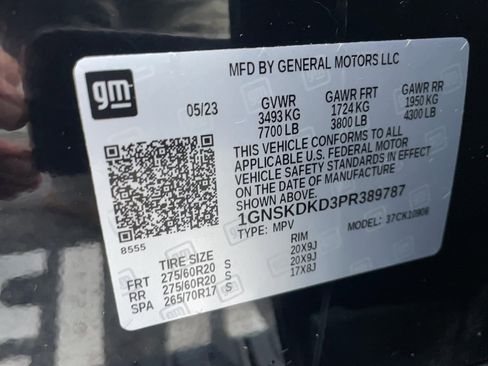 gm
MFD BY GENERAL MOTORS LLC
05/23 GVWR GAWR FRT GAWR RR
3493 KG 1724 KG 1950 KG
7700 LB 3800 LB 4300 LB
THIS VEHICLE CONFORMS TO ALL
APPLICABLE U.S. FEDERAL MOTOR
VEHICLE SAFETY STANDARDS IN EFFECT
ON THE DATE OF MANUFACTURE
SHOWN ABOVE.
1GNSKDKD3PR389787
TYPE: MPV MODEL: 37CK10906
8555
TIRE SIZE RIM
FRT 275/60R20 S 20X9J
RR 275/60R20 S 20X9J
SPA 265/70R17 S 17X8J